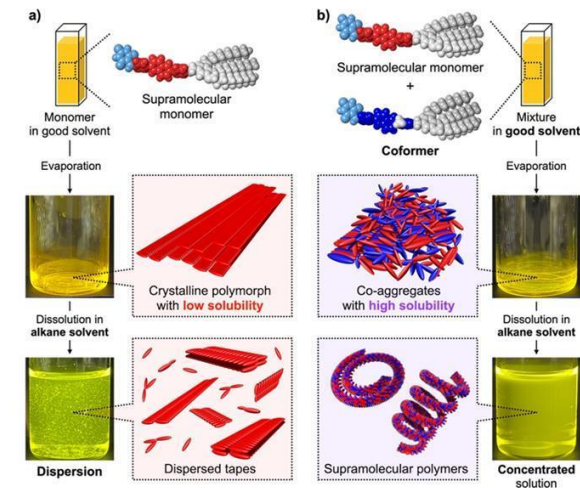 a)
Monomer
in good solvent
Supramolecular
monomer
Evaporation
Crystalline polymorph
with low solubility
Dissolution in
alkane solvent
Dispersion
Dispersed tapes
b)
Supramolecular monomer
+
Coformer
Mixture
in good solvent
Evaporation
Co-aggregates
with high solubility
Dissolution in
alkane solvent
Supramolecular polymers
Concentrated
solution